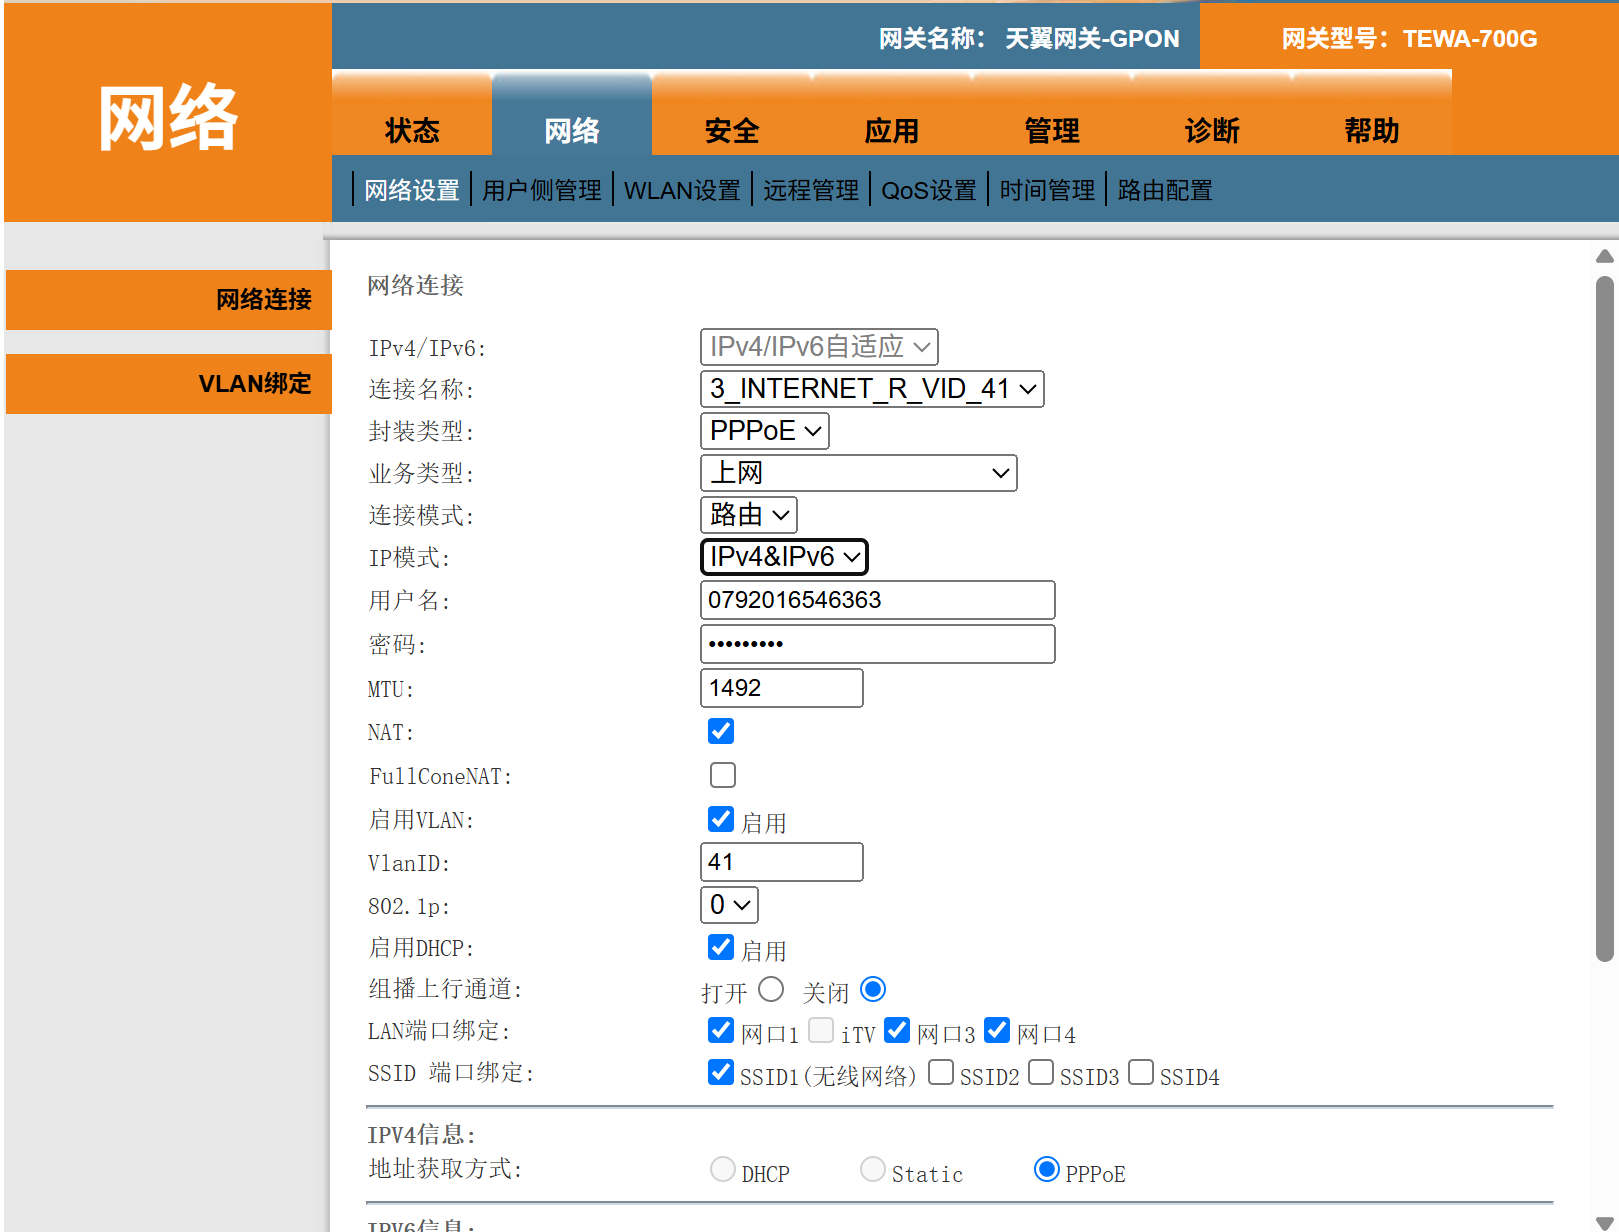 网关名称： 天翼网关-GPON 网关型号：TEWA-700G
网络
状态 网络 安全 应用 管理 诊断 帮助
网络设置 用户侧管理 WLAN设置 远程管理 QoS设置 时间管理 路由配置
网络连接
VLAN绑定
网络连接
IPv4/IPv6: IPv4/IPv6自适应
连接名称: 3_INTERNET_R_VID_41
封装类型: PPPoE
业务类型: 上网
连接模式: 路由
IP模式: IPv4&IPv6
用户名: 0792016546363
密码: •••••••••
MTU: 1492
NAT:
FullConeNAT:
启用VLAN: 启用
VlanID: 41
802.1p: 0
启用DHCP: 启用
组播上行通道: 打开 关闭
LAN端口绑定: 网口1 iTV 网口3 网口4
SSID 端口绑定: SSID1(无线网络) SSID2 SSID3 SSID4
IPV4信息:
地址获取方式: DHCP Static PPPoE
IPV6信息: